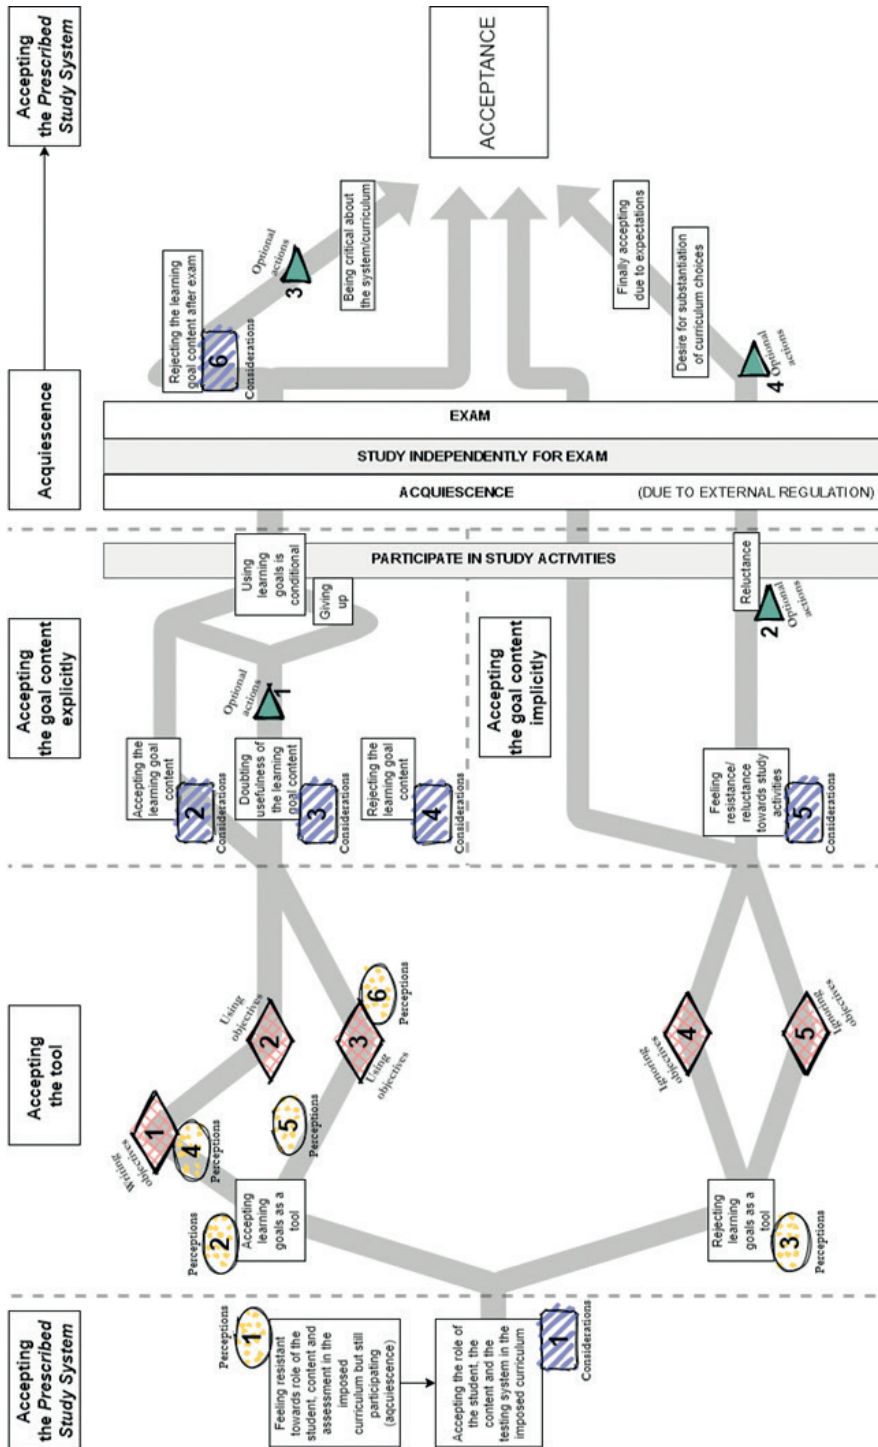 Accepting
the Prescribed
Study System
Accepting
the tool
Accepting
the goal content
explicitly
Acquiescence
Accepting
the Prescribed
Study System
Perceptions
1
Feeling resistant
towards role of the
student, content and
assessment in the
imposed
curriculum but still
participating
(aqcuiescence)
Accepting the role of
the student, the
content and the
testing system in the
imposed curriculum
1
Considerations
Perceptions
2
Accepting
learning
goals as a
tool
Writing
objectives
1
4
Perceptions
Using
objectives
2
5
Perceptions
3
Using
objectives
6
Perceptions
Rejecting
learning
goals as a
tool
3
Perceptions
Ignoring
objectives
4
5
Ignoring
objectives
Accepting the
learning goal
content
2
Considerations
Doubting
usefulness of
the learning
goal content
3
Considerations
Rejecting the
learning goal
content
4
Considerations
Optional
actions
1
Using
learning
goals is
conditional
Giving
up
Accepting
the goal content
implicitly
Feeling
resistance/
reluctance
towards study
activities
5
Considerations
Reluctance
2
Optional
actions
PARTICIPATE IN STUDY ACTIVITIES
ACQUIESCENCE (DUE TO EXTERNAL REGULATION)
STUDY INDEPENDENTLY FOR EXAM
EXAM
Rejecting the learning
goal content after exam
6
Considerations
Optional
actions
3
Being critical about
the system/curriculum
ACCEPTANCE
Finally accepting
due to expectations
Desire for substantiation
of curriculum choices
4
Optional
actions